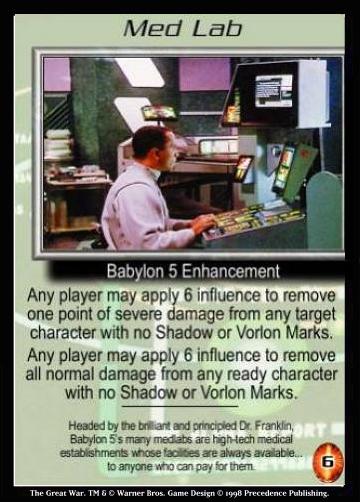 Med Lab
Babylon 5 Enhancement
Any player may apply 6 influence to remove
one point of severe damage from any target
character with no Shadow or Vorlon Marks.
Any player may apply 6 influence to remove
all normal damage from any ready character
with no Shadow or Vorlon Marks.
Headed by the brilliant and principled Dr. Franklin,
Babylon 5's many medlabs are high-tech medical
establishments whose facilities are always available...
to anyone who can pay for them.
6
The Great War. TM & © Warner Bros. Game Design © 1998 Precedence Publishing.